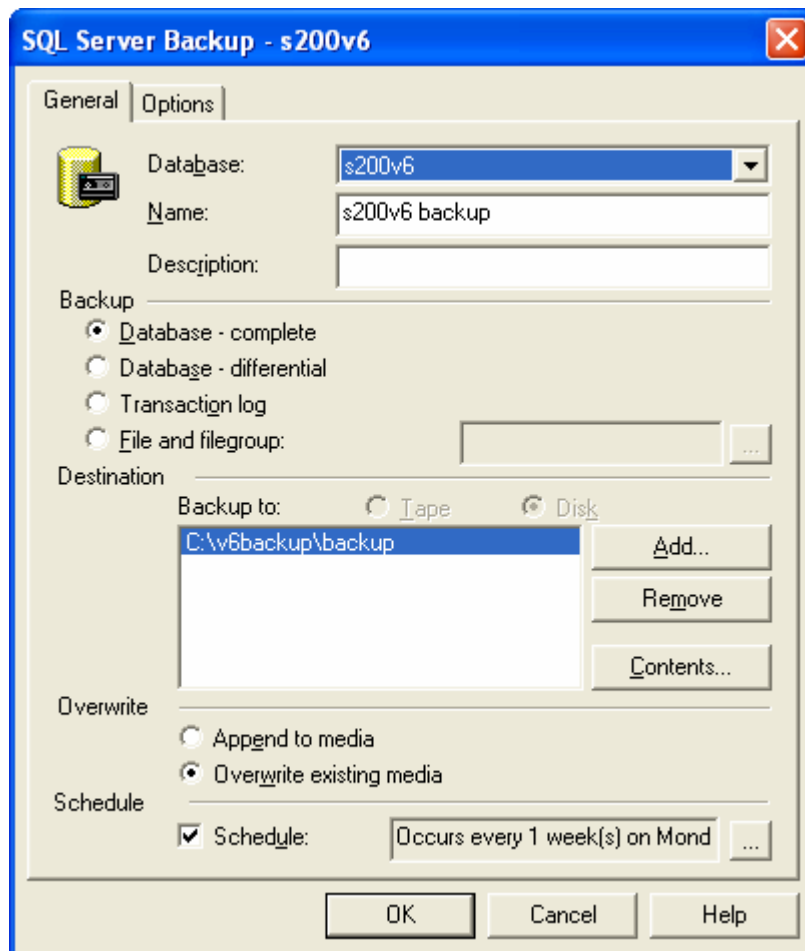 SQL Server Backup - s200v6
General Options
Database: s200v6
Name: s200v6 backup
Description:
Backup
Database - complete
Database - differential
Transaction log
File and filegroup: ...
Destination
Backup to: Tape Disk
C:\v6backup\backup
Add...
Remove
Contents...
Overwrite
Append to media
Overwrite existing media
Schedule
Schedule: Occurs every 1 week(s) on Mond ...
OK Cancel Help